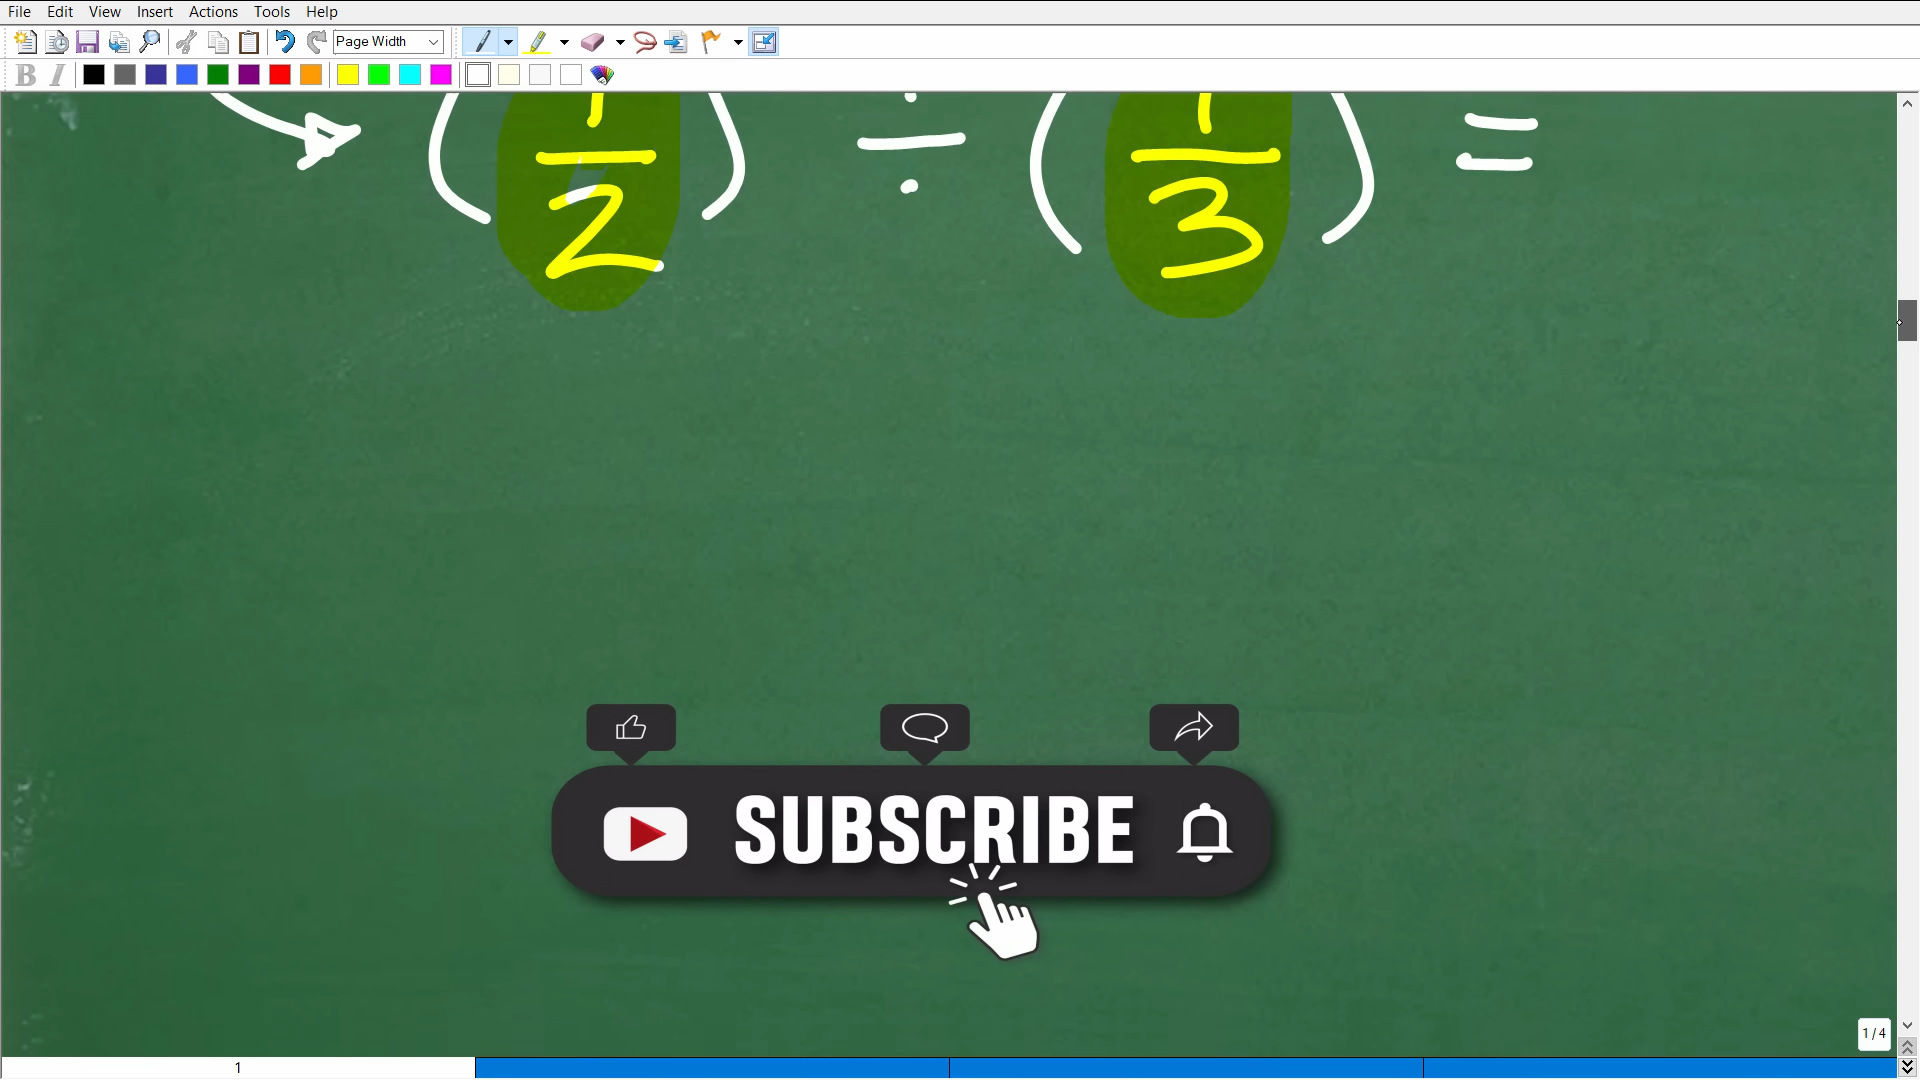 File Edit View Insert Actions Tools Help
Page Width
B I
(1/2) ÷ (1/3) =
SUBSCRIBE
1 / 4
1